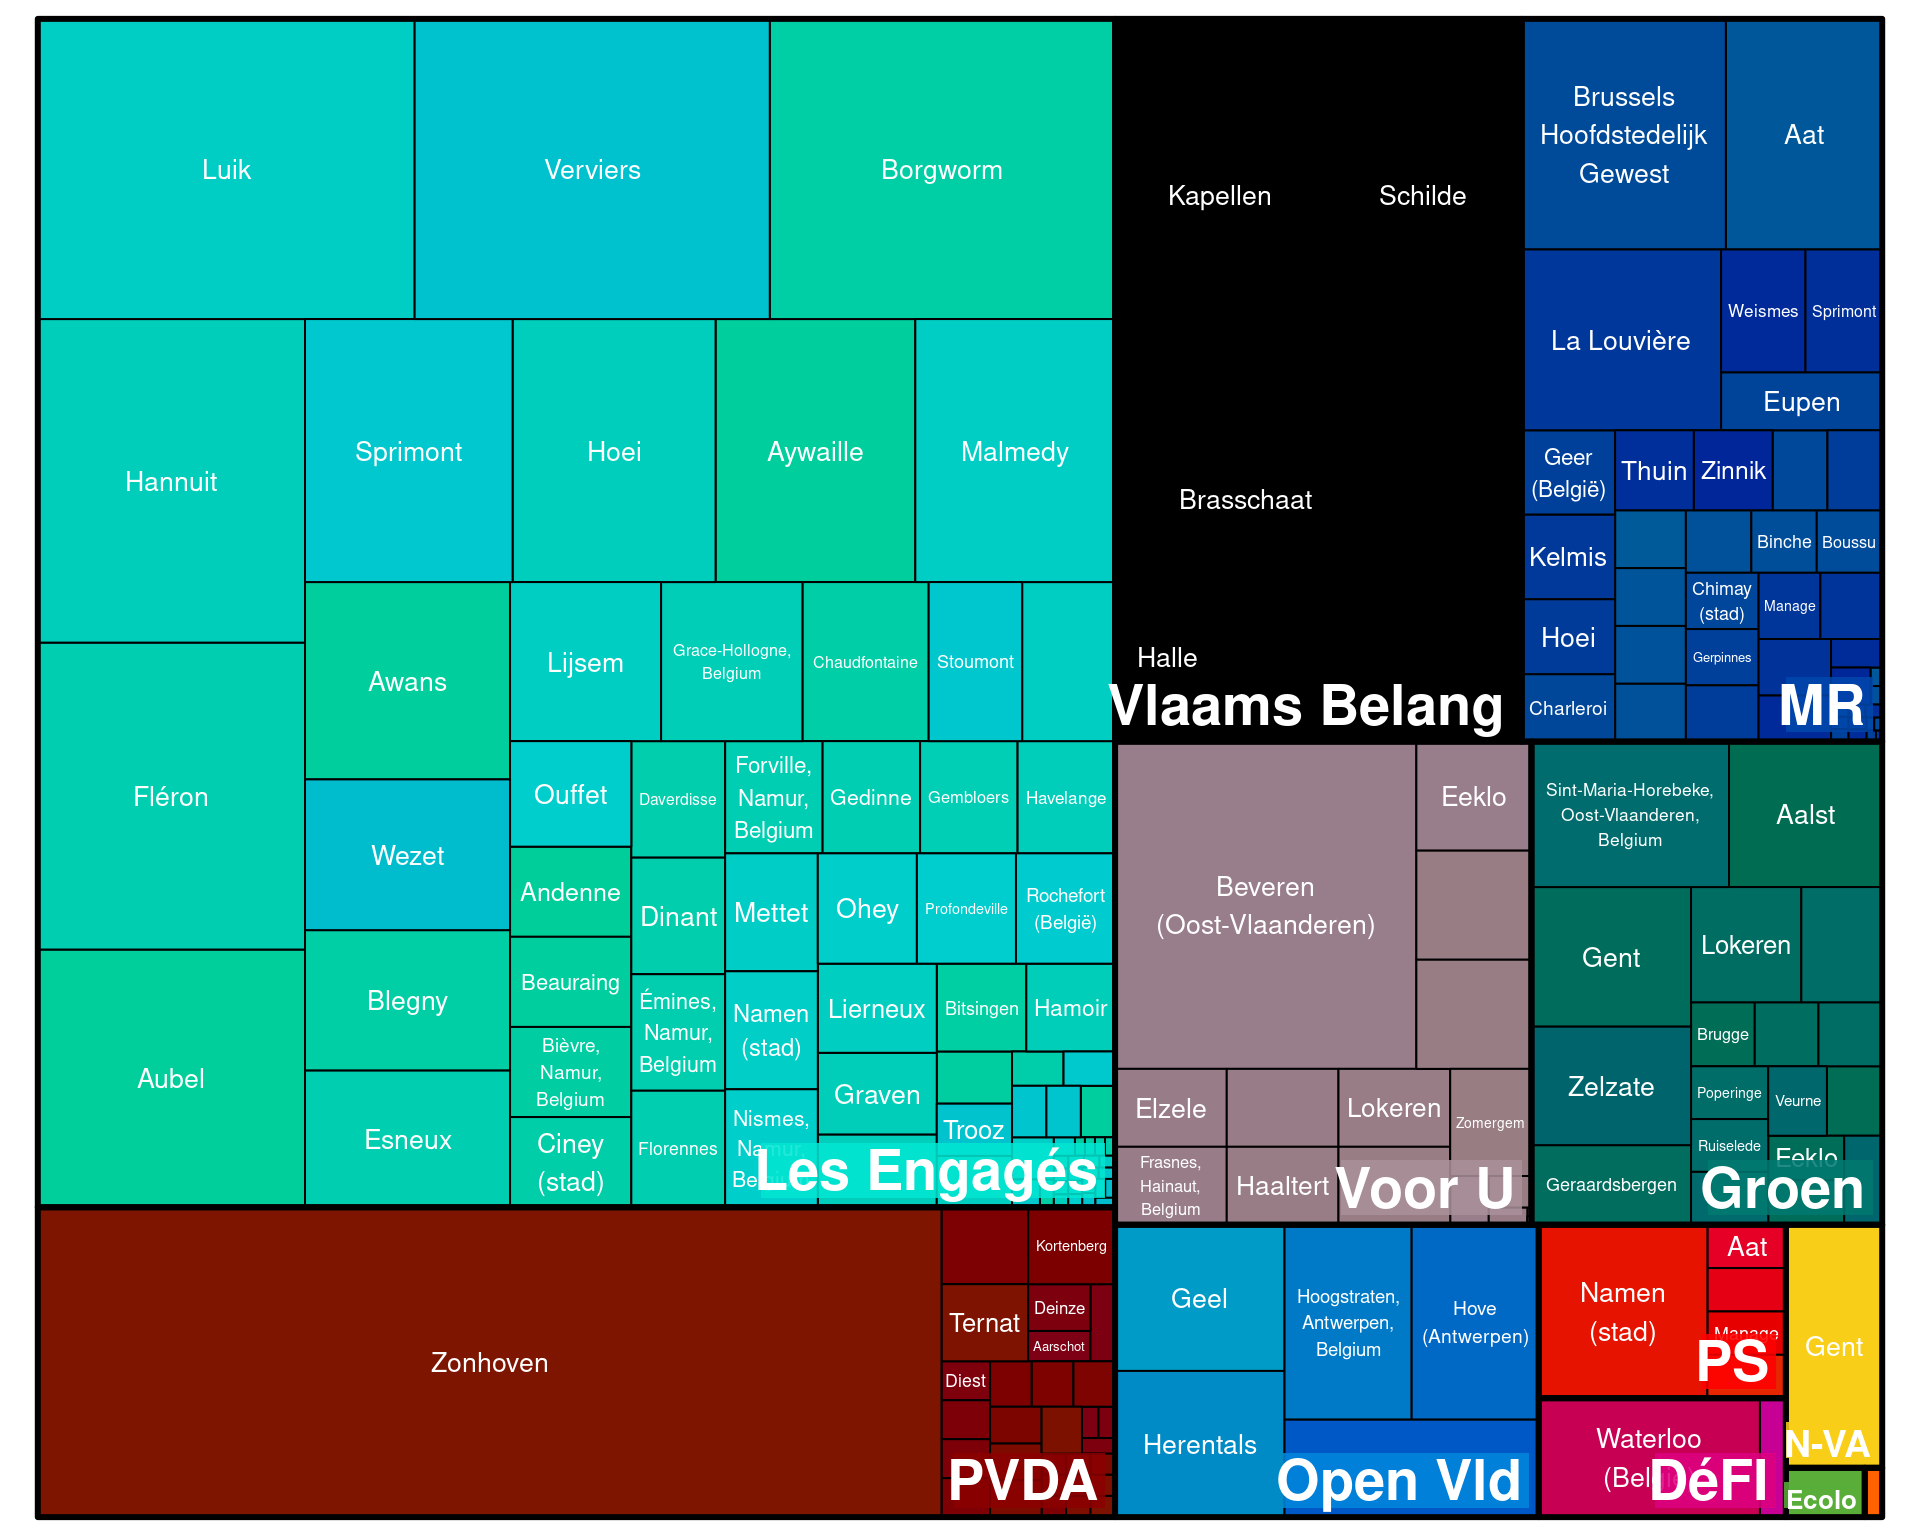 Luik
Verviers
Borgworm
Hannuit
Sprimont
Hoei
Aywaille
Malmedy
Fléron
Awans
Lijsem
Grace-Hollogne,
Belgium
Chaudfontaine
Stoumont
Wezet
Ouffet
Daverdisse
Forville,
Namur,
Belgium
Gedinne
Gembloers
Havelange
Andenne
Dinant
Mettet
Ohey
Profondeville
Rochefort
(België)
Aubel
Blegny
Beauraing
Émines,
Namur,
Belgium
Namen
(stad)
Lierneux
Bitsingen
Hamoir
Esneux
Bièvre,
Namur,
Belgium
Graven
Ciney
(stad)
Florennes
Nismes,
Namur,
Trooz
Les Engagés
Kapellen
Schilde
Brasschaat
Halle
Vlaams Belang
Brussels
Hoofdstedelijk
Gewest
Aat
La Louvière
Weismes
Sprimont
Eupen
Geer
(België)
Thuin
Zinnik
Kelmis
Binche
Boussu
Hoei
Chimay
(stad)
Manage
Gerpinnes
Charleroi
MR
Beveren
(Oost-Vlaanderen)
Eeklo
Elzele
Lokeren
Zomergem
Frasnes,
Hainaut,
Belgium
Haaltert
Voor U
Sint-Maria-Horebeke,
Oost-Vlaanderen,
Belgium
Aalst
Gent
Lokeren
Brugge
Zelzate
Poperinge
Veurne
Ruiselede
Eeklo
Geraardsbergen
Groen
Zonhoven
Kortenberg
Ternat
Deinze
Aarschot
Diest
PVDA
Geel
Hoogstraten,
Antwerpen,
Belgium
Hove
(Antwerpen)
Herentals
Open Vld
Namen
(stad)
Aat
Manage
PS
Gent
N-VA
Waterloo
DéFI
Ecolo